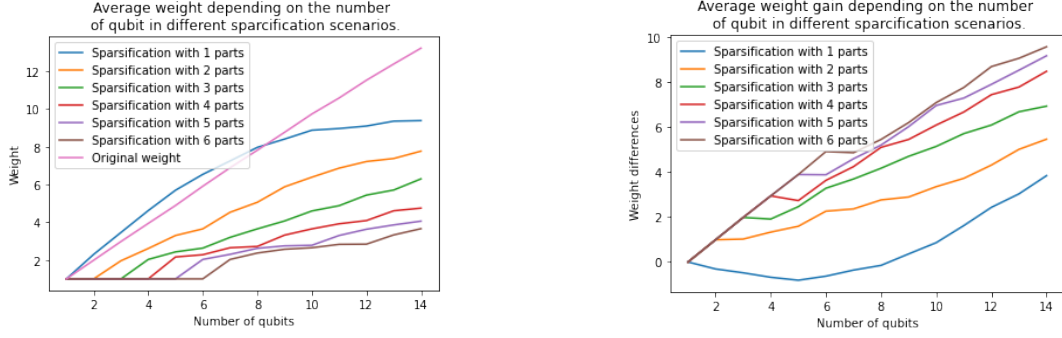 Average weight depending on the number
of qubit in different sparcification scenarios.
Sparsification with 1 parts
Sparsification with 2 parts
Sparsification with 3 parts
Sparsification with 4 parts
Sparsification with 5 parts
Sparsification with 6 parts
Original weight
Weight
12
10
8
6
4
2
2 4 6 8 10 12 14
Number of qubits
Average weight gain depending on the number
of qubit in different sparcification scenarios.
Sparsification with 1 parts
Sparsification with 2 parts
Sparsification with 3 parts
Sparsification with 4 parts
Sparsification with 5 parts
Sparsification with 6 parts
Weight differences
10
8
6
4
2
0
2 4 6 8 10 12 14
Number of qubits